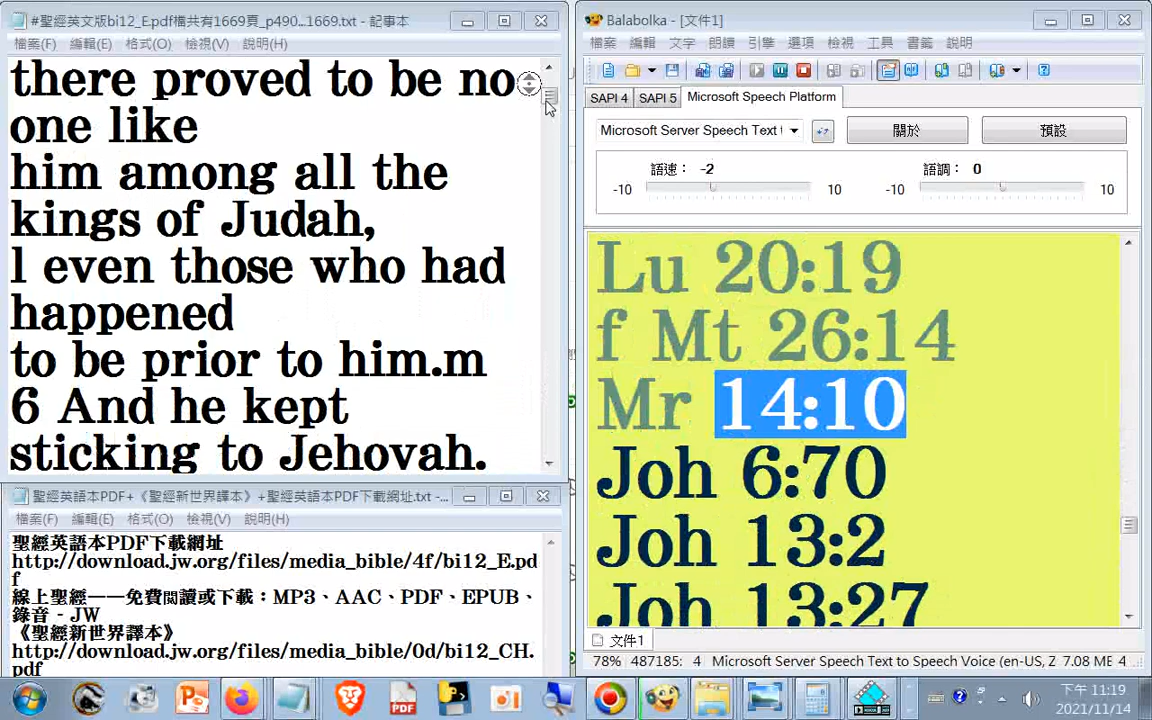 #聖經英文版bi12_E.pdf檔共有1669頁_p490...1669.txt - 記事本
檔案(F) 編輯(E) 格式(O) 檢視(V) 說明(H)
there proved to be no
one like
him among all the
kings of Judah,
l even those who had
happened
to be prior to him.m
6 And he kept
sticking to Jehovah.
聖經英語本PDF+《聖經新世界譯本》+聖經英語本PDF下載網址.txt -...
檔案(F) 編輯(E) 格式(O) 檢視(V) 說明(H)
聖經英語本PDF下載網址
http://download.jw.org/files/media_bible/4f/bi12_E.pd
f
線上聖經——免費閱讀或下載：MP3、AAC、PDF、EPUB、
錄音 - JW
《聖經新世界譯本》
http://download.jw.org/files/media_bible/0d/bi12_CH.
pdf
Balabolka - [文件1]
檔案 編輯 文字 朗讀 引擎 選項 檢視 工具 書籤 說明
SAPI 4 SAPI 5 Microsoft Speech Platform
Microsoft Server Speech Text t 關於 預設
語速： -2 語調： 0
-10 10 -10 10
Lu 20:19
f Mt 26:14
Mr 14:10
Joh 6:70
Joh 13:2
Joh 13:27
文件1
78% 487185: 4 Microsoft Server Speech Text to Speech Voice (en-US, Z 7.08 ME 4
PDF
下午 11:19
2021/11/14